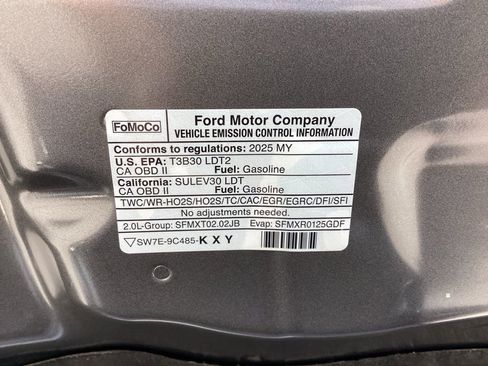 FoMoCo
Ford Motor Company
VEHICLE EMISSION CONTROL INFORMATION
Conforms to regulations: 2025 MY
U.S. EPA: T3B30 LDT2
CA OBD II Fuel: Gasoline
California: SULEV30 LDT
CA OBD II Fuel: Gasoline
TWC/WR-HO2S/HO2S/TC/CAC/EGR/EGRC/DFI/SFI
No adjustments needed.
2.0L-Group: SFMXT02.02JB Evap: SFMXR0125GDF
SW7E-9C485-KXY